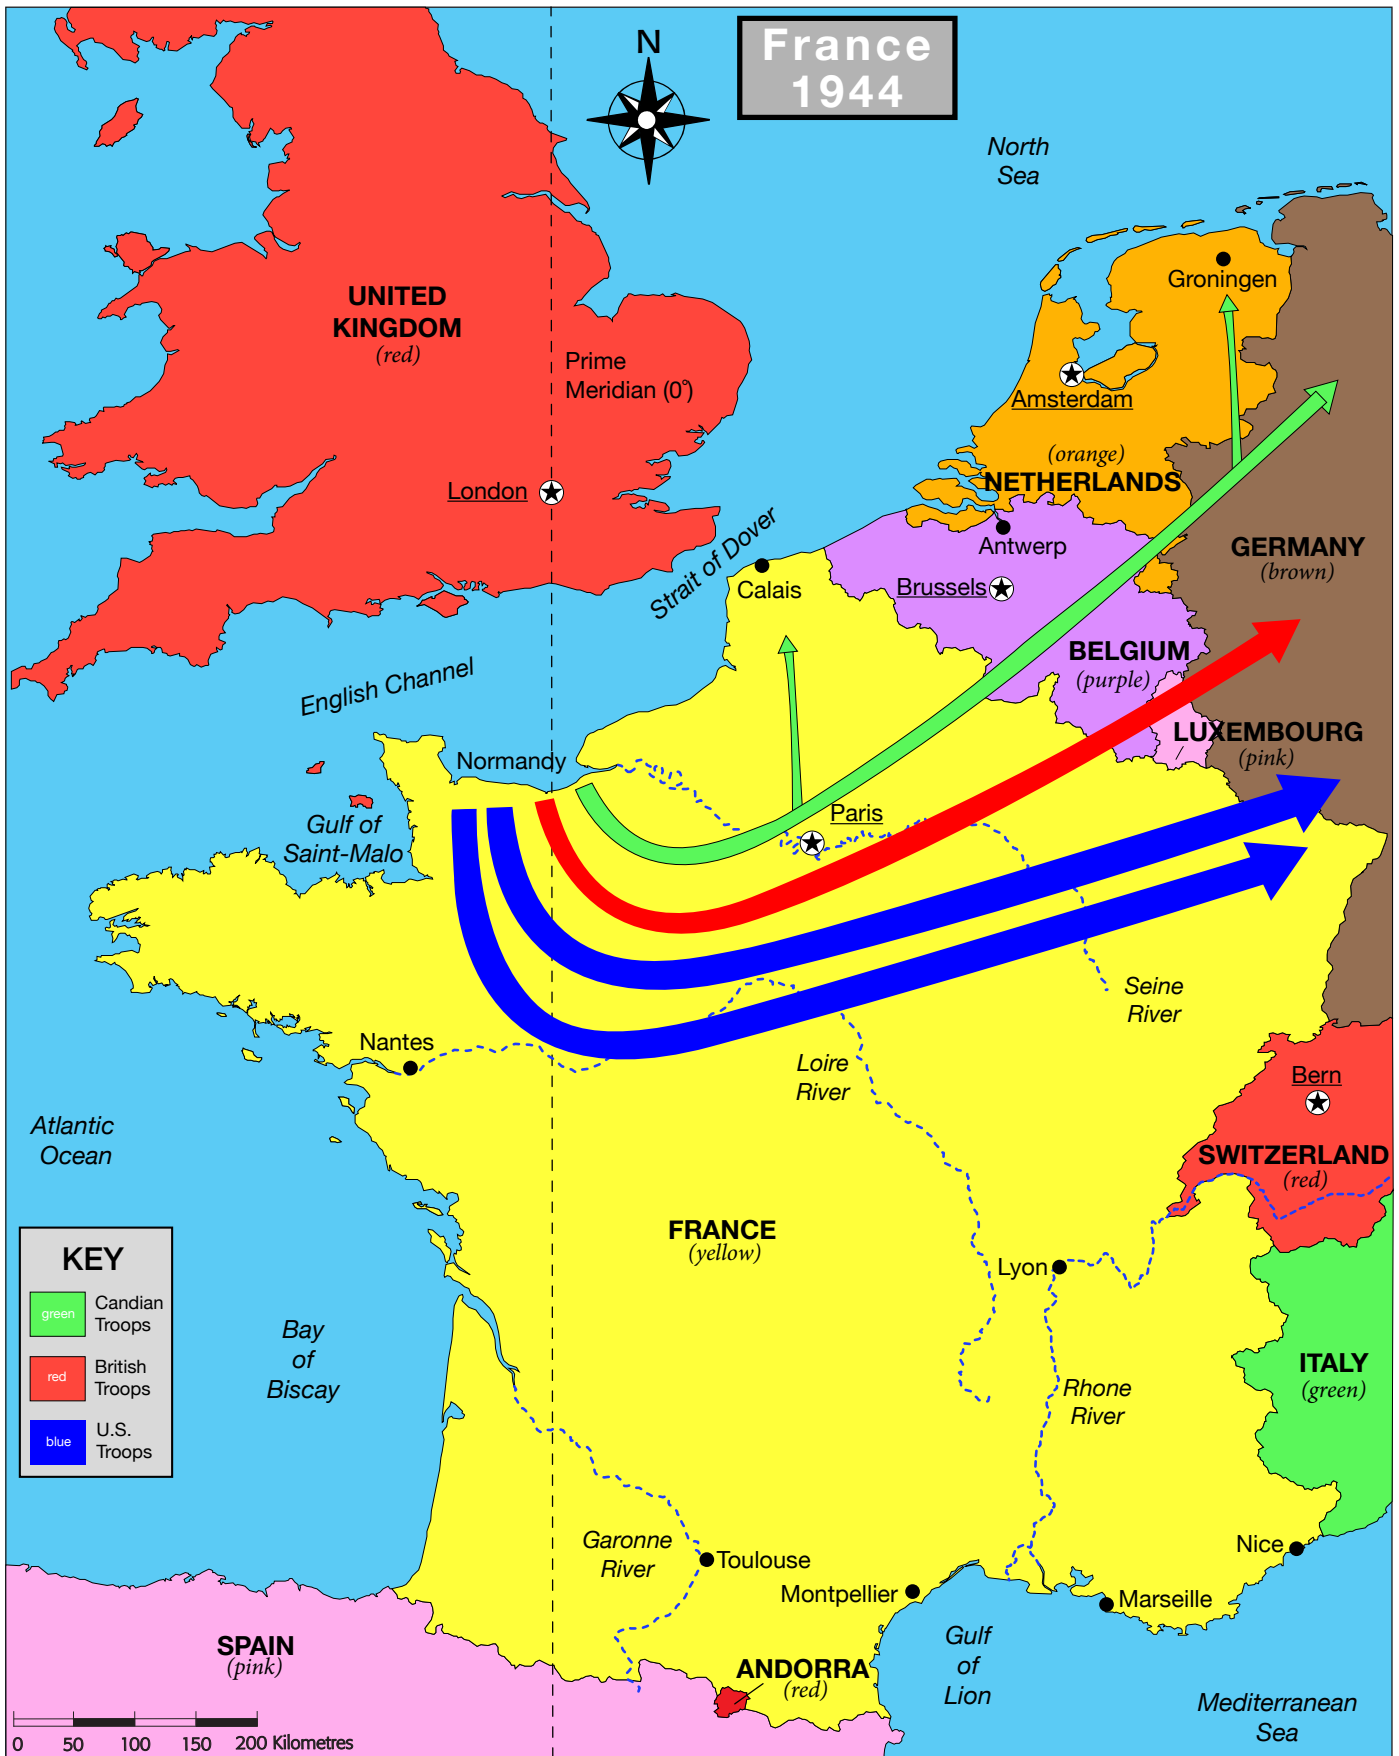 France
1944
N
North
Sea
UNITED
KINGDOM
(red)
Prime
Meridian (0°)
London
Groningen
Amsterdam
(orange)
NETHERLANDS
Antwerp
Brussels
GERMANY
(brown)
Strait of Dover
Calais
BELGIUM
(purple)
LUXEMBOURG
(pink)
English Channel
Normandy
Gulf of
Saint-Malo
Paris
Seine
River
Nantes
Loire
River
Bern
SWITZERLAND
(red)
Atlantic
Ocean
FRANCE
(yellow)
Lyon
KEY
green
Candian
Troops
red
British
Troops
blue
U.S.
Troops
Bay
of
Biscay
ITALY
(green)
Rhone
River
Garonne
River
Toulouse
Nice
Montpellier
Marseille
SPAIN
(pink)
ANDORRA
(red)
Gulf
of
Lion
Mediterranean
Sea
0 50 100 150 200 Kilometres